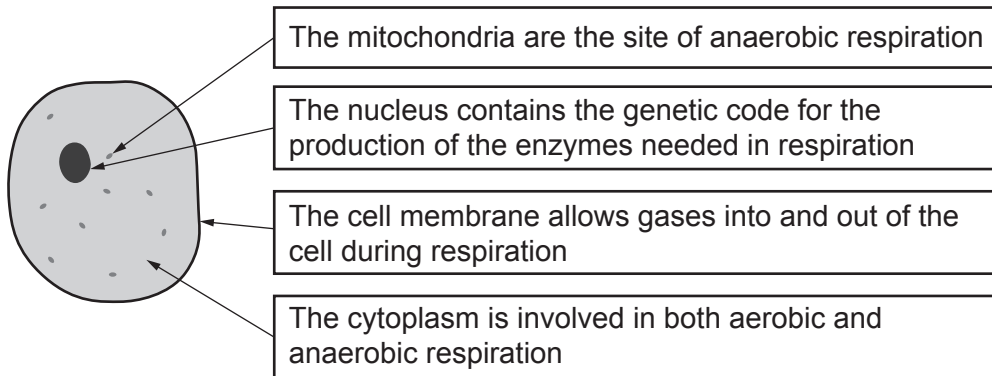 The mitochondria are the site of anaerobic respiration
The nucleus contains the genetic code for the
production of the enzymes needed in respiration
The cell membrane allows gases into and out of the
cell during respiration
The cytoplasm is involved in both aerobic and
anaerobic respiration